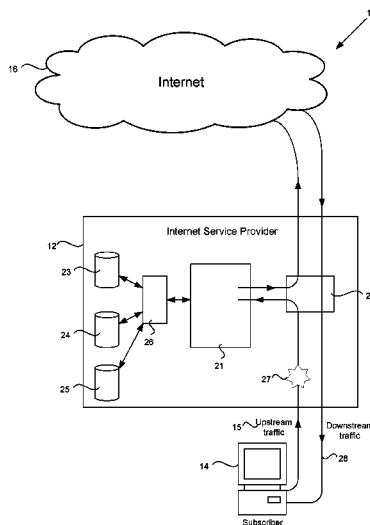 1
16
Internet
12
Internet Service Provider
23
24
26
25
21
2
27
15
Upstream
traffic
Downstream
traffic
14
28
Subscriber